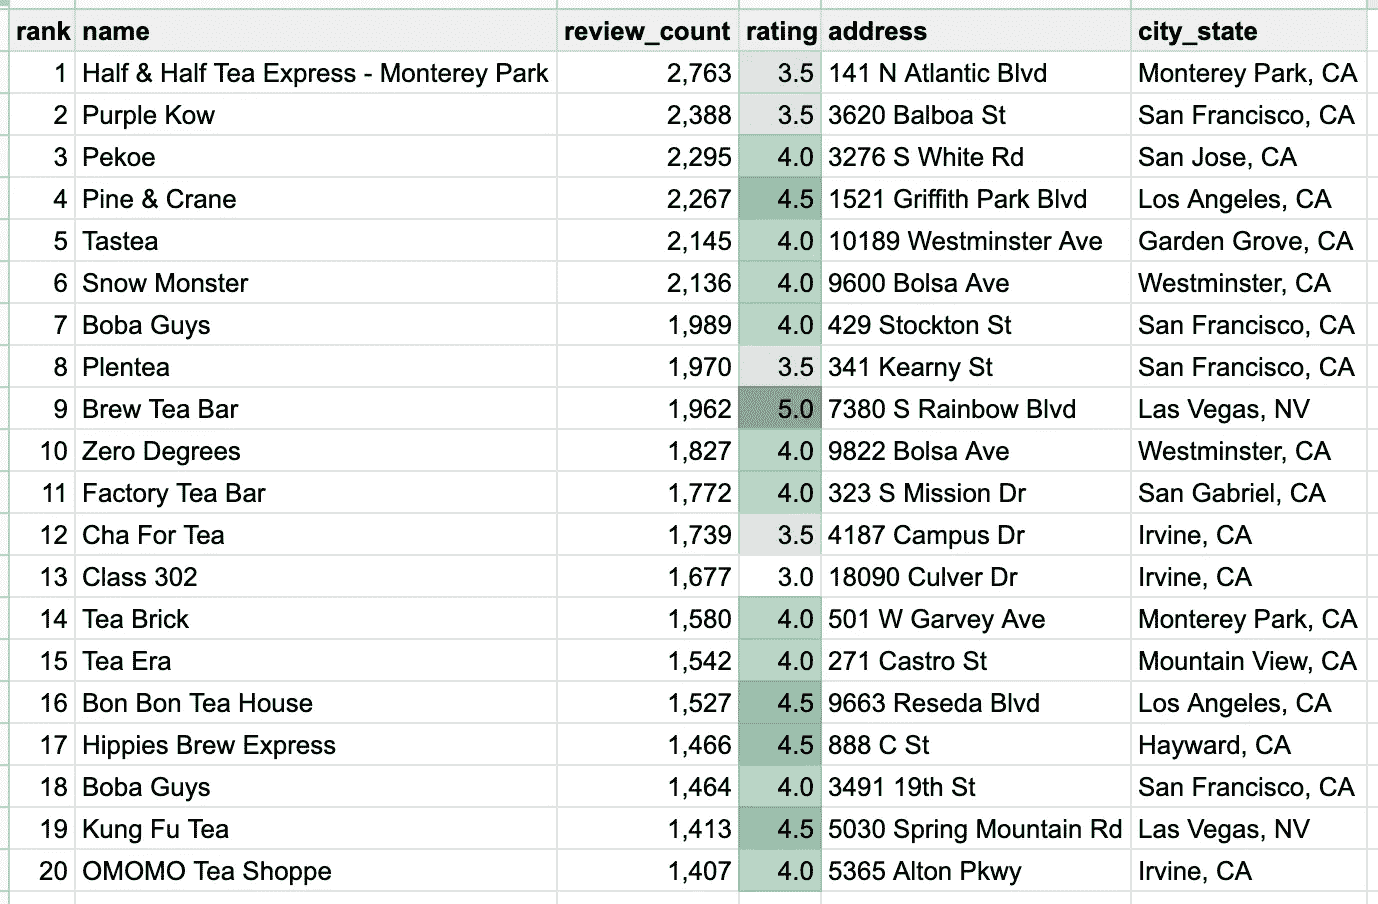 rank name review_count rating address city_state
1 Half & Half Tea Express - Monterey Park 2,763 3.5 141 N Atlantic Blvd Monterey Park, CA
2 Purple Kow 2,388 3.5 3620 Balboa St San Francisco, CA
3 Pekoe 2,295 4.0 3276 S White Rd San Jose, CA
4 Pine & Crane 2,267 4.5 1521 Griffith Park Blvd Los Angeles, CA
5 Tastea 2,145 4.0 10189 Westminster Ave Garden Grove, CA
6 Snow Monster 2,136 4.0 9600 Bolsa Ave Westminster, CA
7 Boba Guys 1,989 4.0 429 Stockton St San Francisco, CA
8 Plentea 1,970 3.5 341 Kearny St San Francisco, CA
9 Brew Tea Bar 1,962 5.0 7380 S Rainbow Blvd Las Vegas, NV
10 Zero Degrees 1,827 4.0 9822 Bolsa Ave Westminster, CA
11 Factory Tea Bar 1,772 4.0 323 S Mission Dr San Gabriel, CA
12 Cha For Tea 1,739 3.5 4187 Campus Dr Irvine, CA
13 Class 302 1,677 3.0 18090 Culver Dr Irvine, CA
14 Tea Brick 1,580 4.0 501 W Garvey Ave Monterey Park, CA
15 Tea Era 1,542 4.0 271 Castro St Mountain View, CA
16 Bon Bon Tea House 1,527 4.5 9663 Reseda Blvd Los Angeles, CA
17 Hippies Brew Express 1,466 4.5 888 C St Hayward, CA
18 Boba Guys 1,464 4.0 3491 19th St San Francisco, CA
19 Kung Fu Tea 1,413 4.5 5030 Spring Mountain Rd Las Vegas, NV
20 OMOMO Tea Shoppe 1,407 4.0 5365 Alton Pkwy Irvine, CA